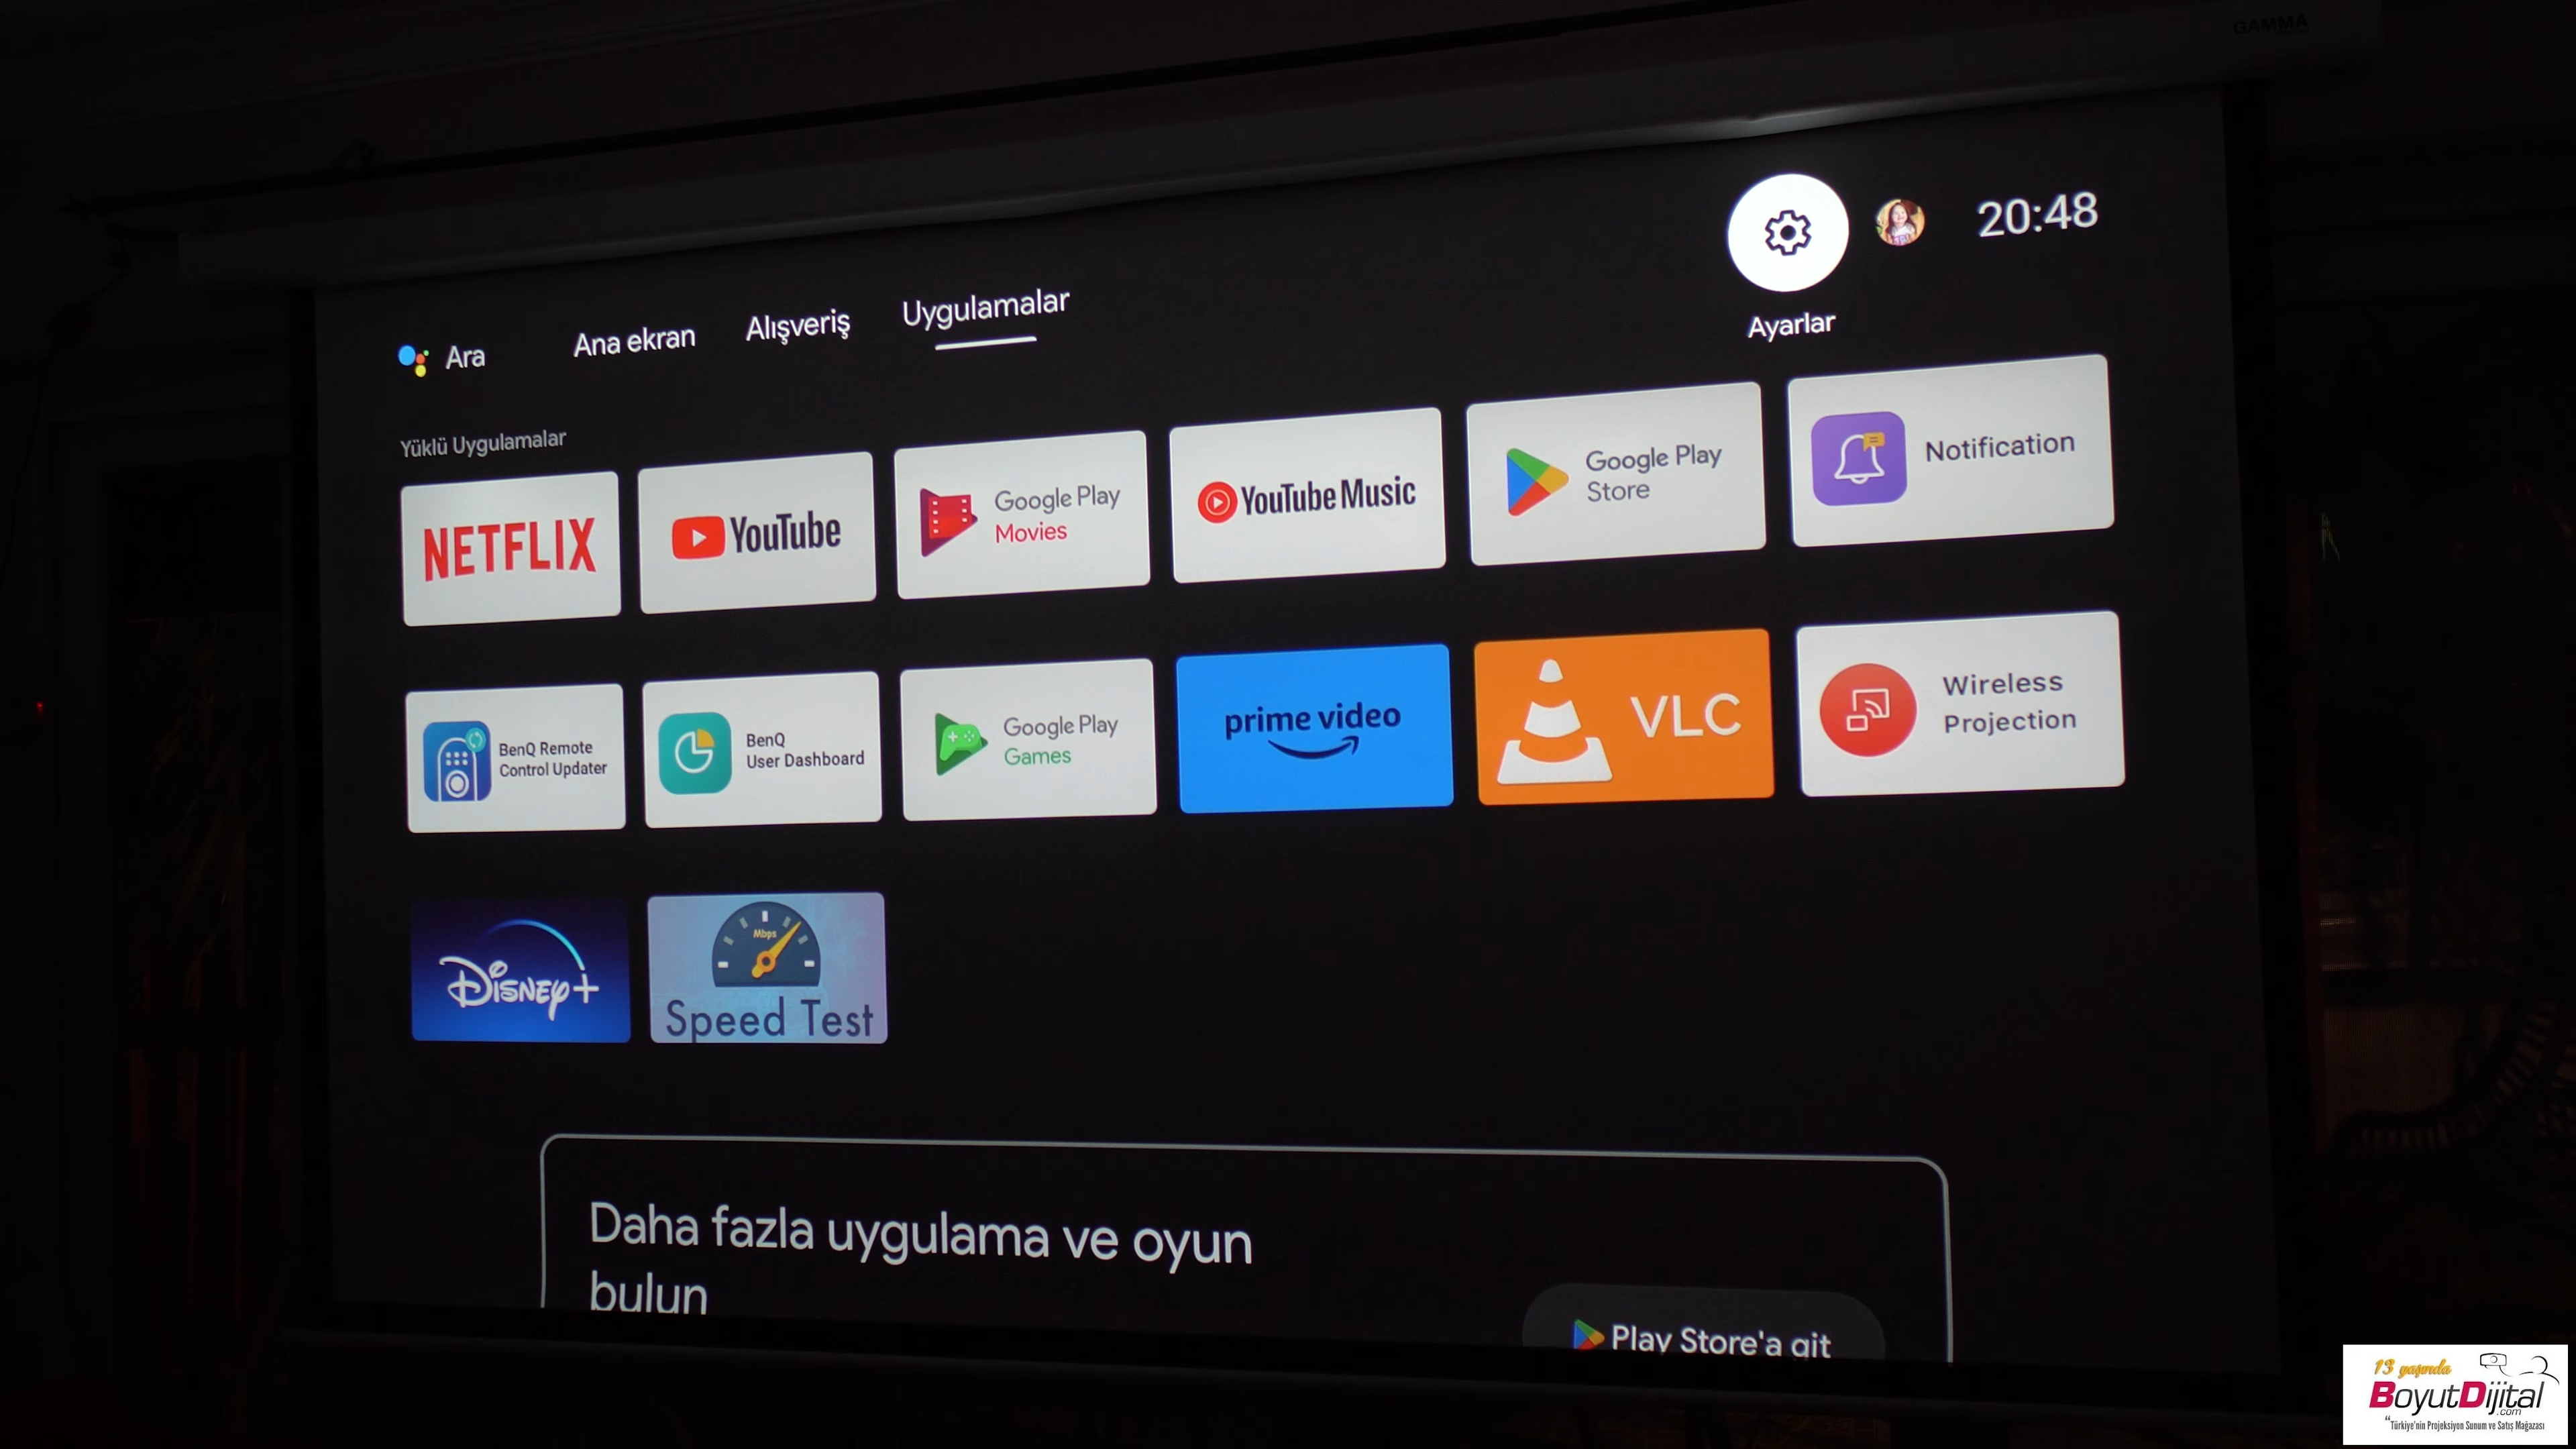 GAMMA
20:48
Ara
Ana ekran
Alışveriş
Uygulamalar
Ayarlar
Yüklü Uygulamalar
NETFLIX
YouTube
Google Play
Movies
YouTube Music
Google Play
Store
Notification
BenQ Remote
Control Updater
BenQ
User Dashboard
Google Play
Games
prime video
VLC
Wireless
Projection
Disney+
Mbps
Speed Test
Daha fazla uygulama ve oyun
bulun
Play Store'a git
13 yaşında
BoyutDijital
.com
"Türkiye'nin Projeksiyon Sunum ve Satış Mağazası